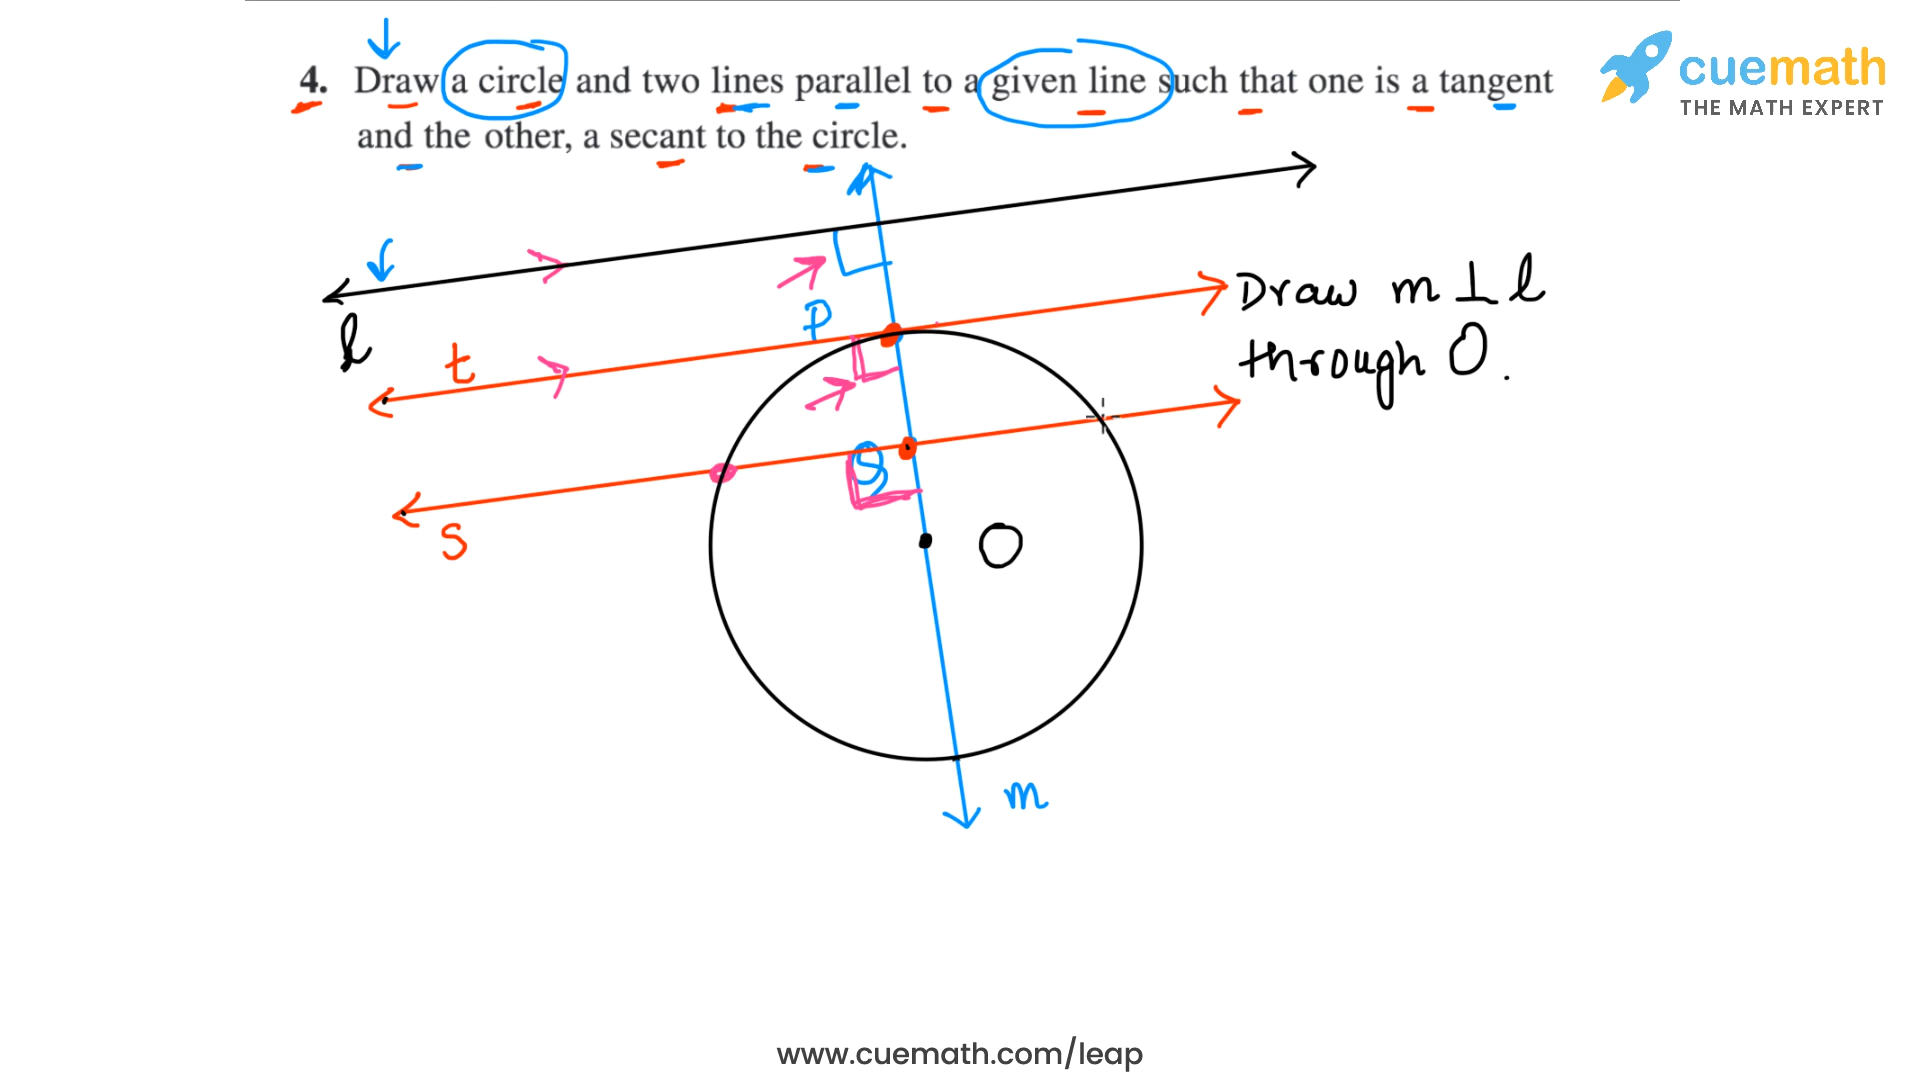 4. Draw a circle and two lines parallel to a given line such that one is a tangent
and the other, a secant to the circle.
cuemath
THE MATH EXPERT
l
t
P
Draw m ⊥ l
through O.
Q
s
O
m
www.cuemath.com/leap